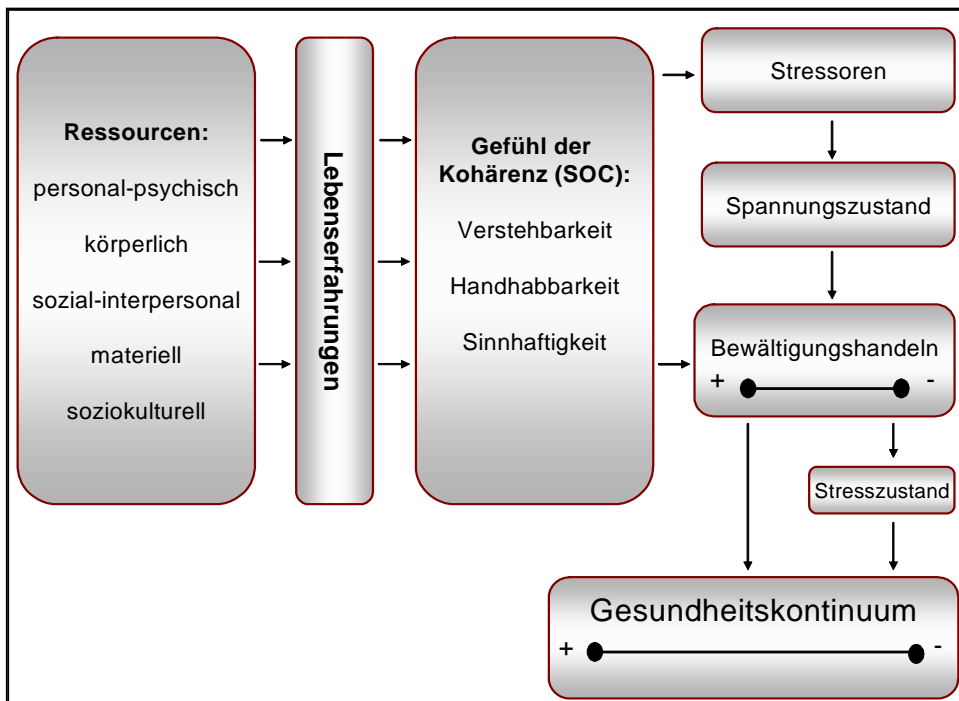 Ressourcen:
personal-psychisch
körperlich
sozial-interpersonal
materiell
soziokulturell
Lebenserfahrungen
Gefühl der
Kohärenz (SOC):
Verstehbarkeit
Handhabbarkeit
Sinnhaftigkeit
Stressoren
Spannungszustand
Bewältigungshandeln
+ -
Stresszustand
Gesundheitskontinuum
+ -